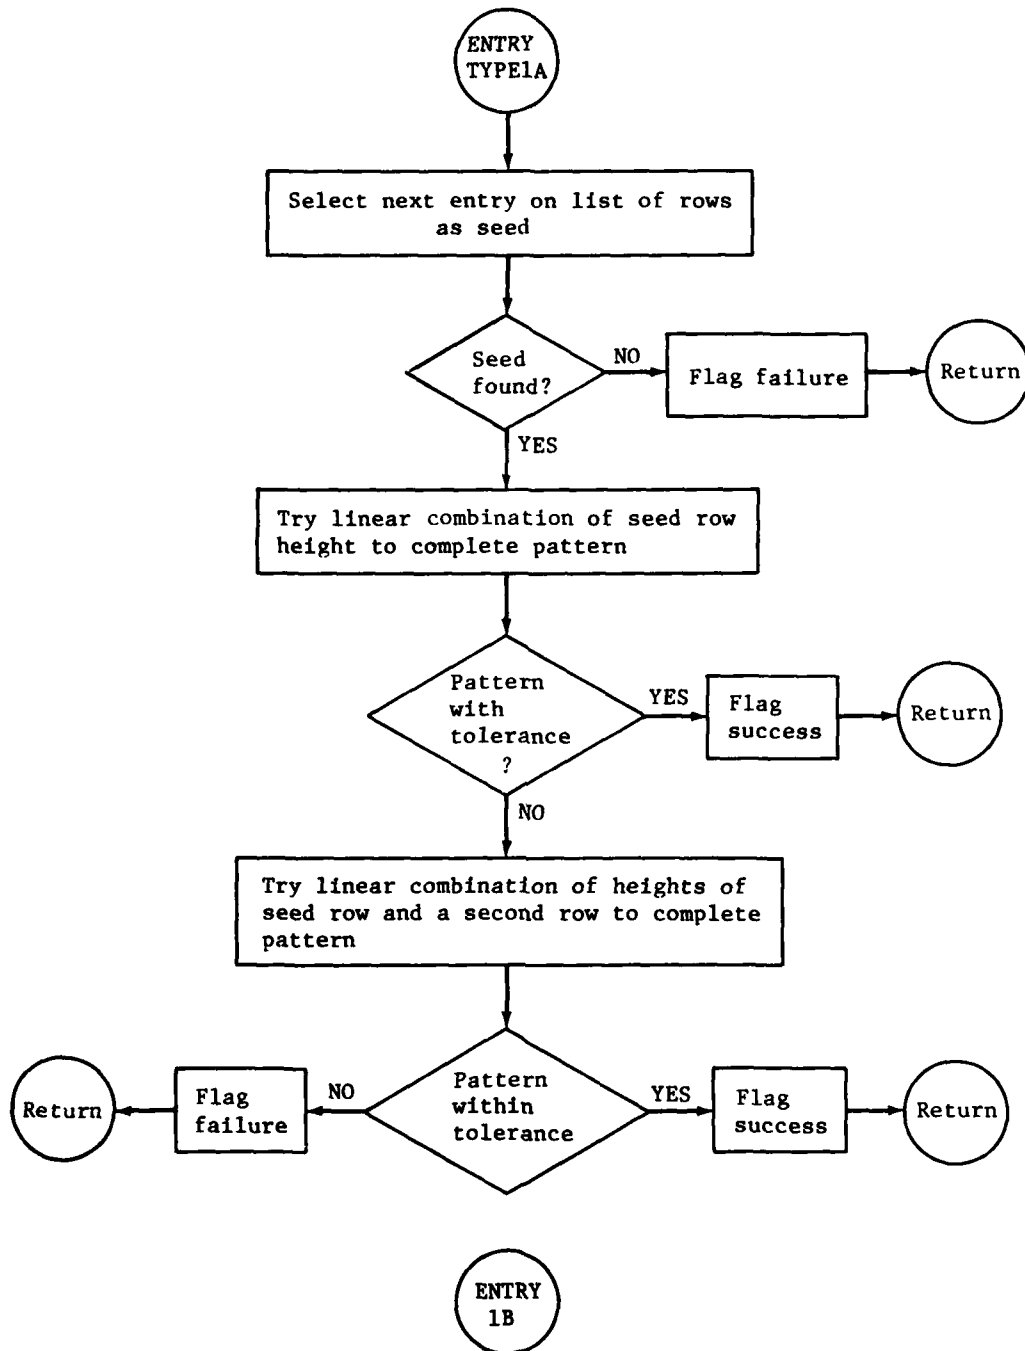 ENTRY
TYPE1A
Select next entry on list of rows
as seed
Seed
found?
NO
Flag failure
Return
YES
Try linear combination of seed row
height to complete pattern
Pattern
with
tolerance
?
YES
Flag
success
Return
NO
Try linear combination of heights of
seed row and a second row to complete
pattern
Return
Flag
failure
NO
Pattern
within
tolerance
YES
Flag
success
Return
ENTRY
1B